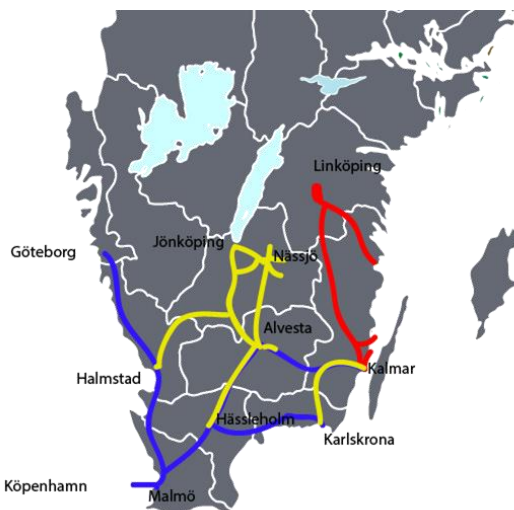 Linköping
Göteborg
Jönköping
Nässjö
Alvesta
Halmstad
Kalmar
Hässleholm
Karlskrona
Köpenhamn
Malmö